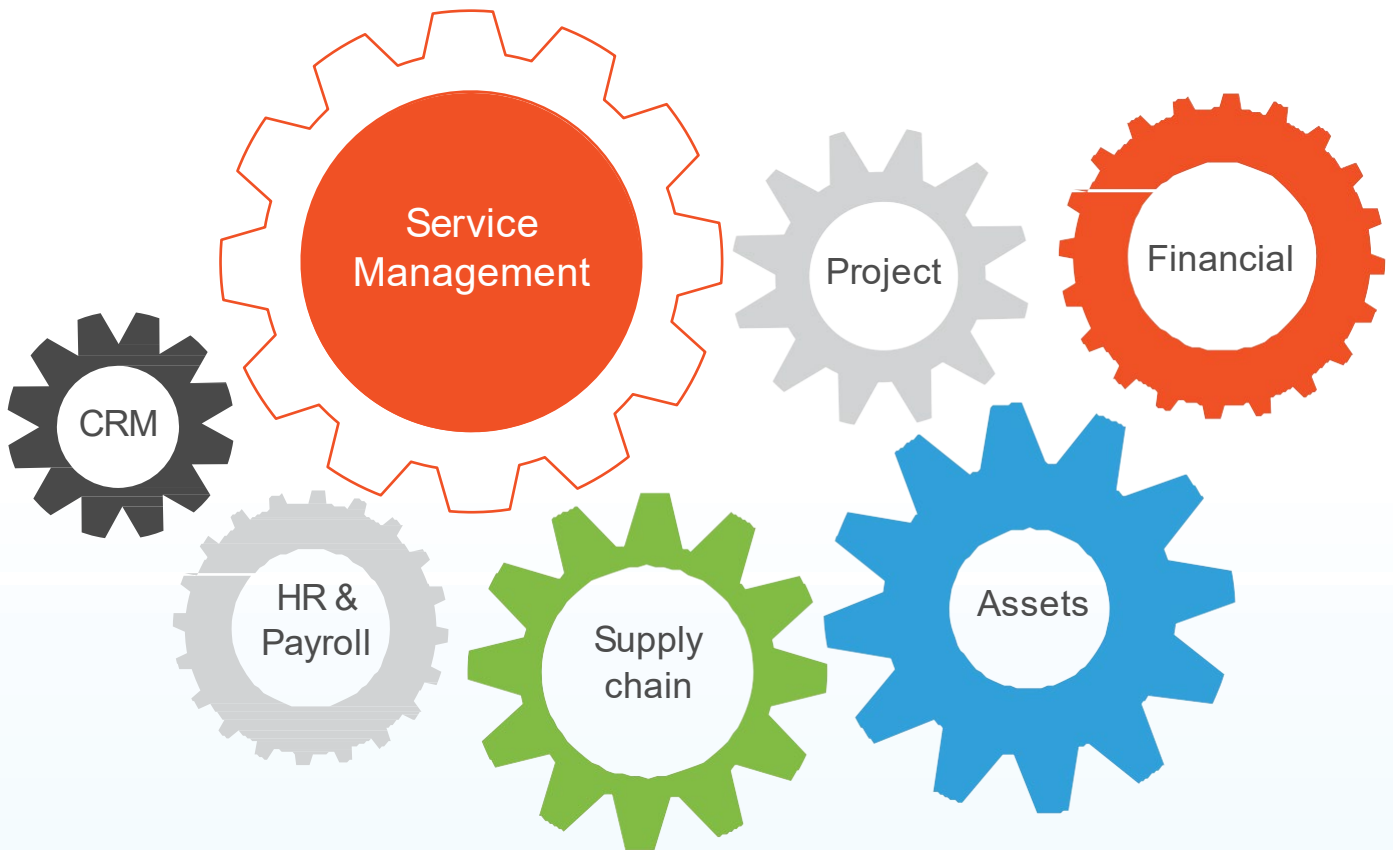 Service
Management
Project
Financial
CRM
HR &
Payroll
Supply
chain
Assets